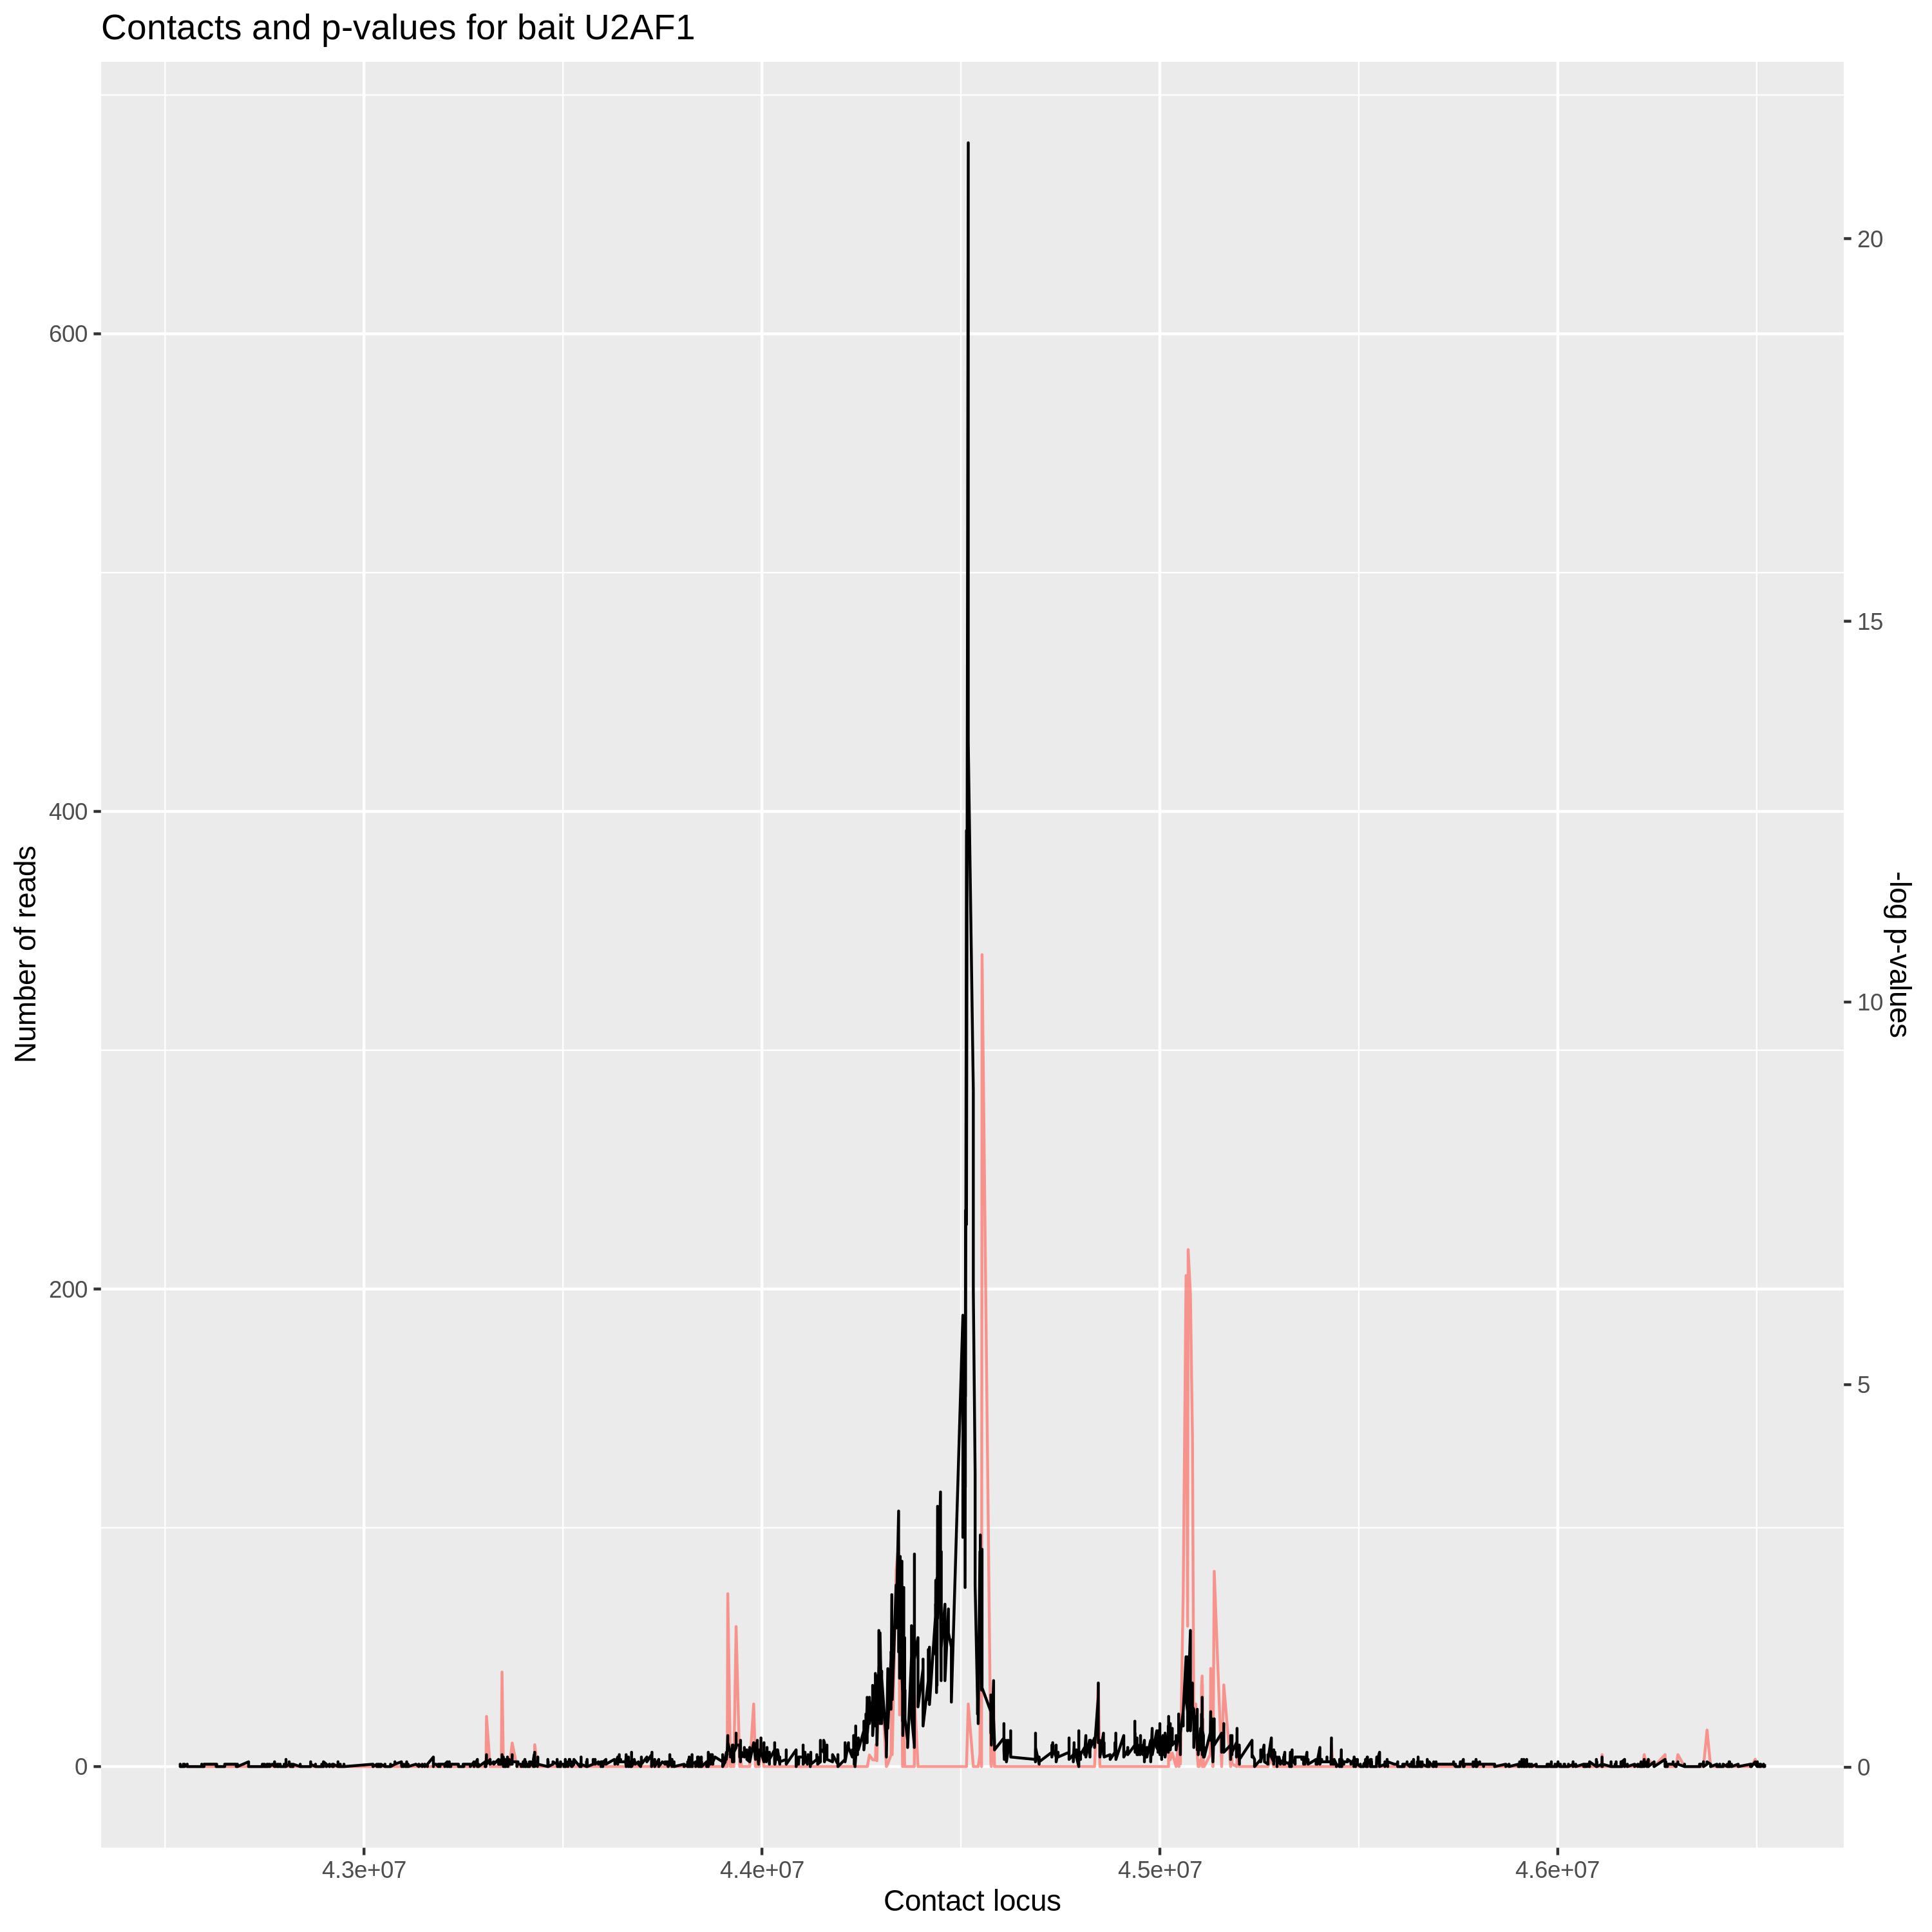 Contacts and p-values for bait U2AF1
600
400
200
0
Number of reads
20
15
10
5
0
-log p-values
4.3e+07
4.4e+07
4.5e+07
4.6e+07
Contact locus